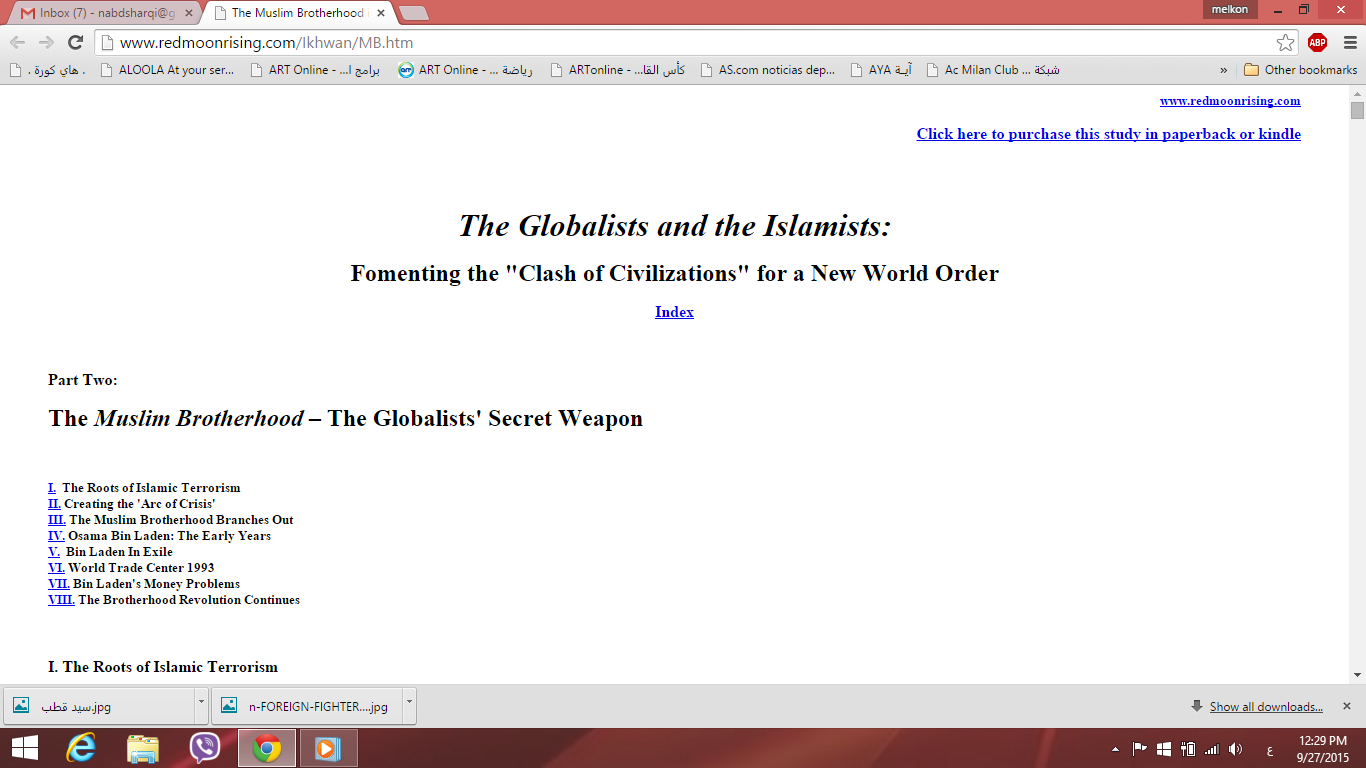 melkon
Inbox (7) - nabdsharqi@g
The Muslim Brotherhood
www.redmoonrising.com/Ikhwan/MB.htm
ABP
. هاي كورة .
ALOOLA At your ser...
ART Online - ...برامج ا
ART Online - ... رياضة
ARTonline - ...كأس القا
AS.com noticias dep...
AYA آيـة
Ac Milan Club ... شبكة
»
Other bookmarks
www.redmoonrising.com
Click here to purchase this study in paperback or kindle
The Globalists and the Islamists:
Fomenting the "Clash of Civilizations" for a New World Order
Index
Part Two:
The Muslim Brotherhood – The Globalists' Secret Weapon
I. The Roots of Islamic Terrorism
II. Creating the 'Arc of Crisis'
III. The Muslim Brotherhood Branches Out
IV. Osama Bin Laden: The Early Years
V. Bin Laden In Exile
VI. World Trade Center 1993
VII. Bin Laden's Money Problems
VIII. The Brotherhood Revolution Continues
I. The Roots of Islamic Terrorism
سيد قطب.jpg
n-FOREIGN-FIGHTER....jpg
Show all downloads...
ع
12:29 PM
9/27/2015